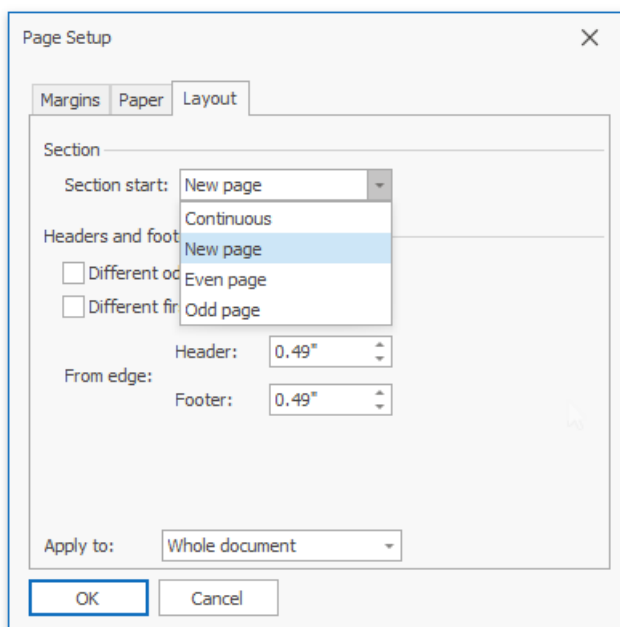 Page Setup
Margins Paper Layout
Section
Section start: New page
Continuous
Headers and foot
New page
Different od
Even page
Different fir
Odd page
Header: 0.49"
From edge:
Footer: 0.49"
Apply to: Whole document
OK Cancel